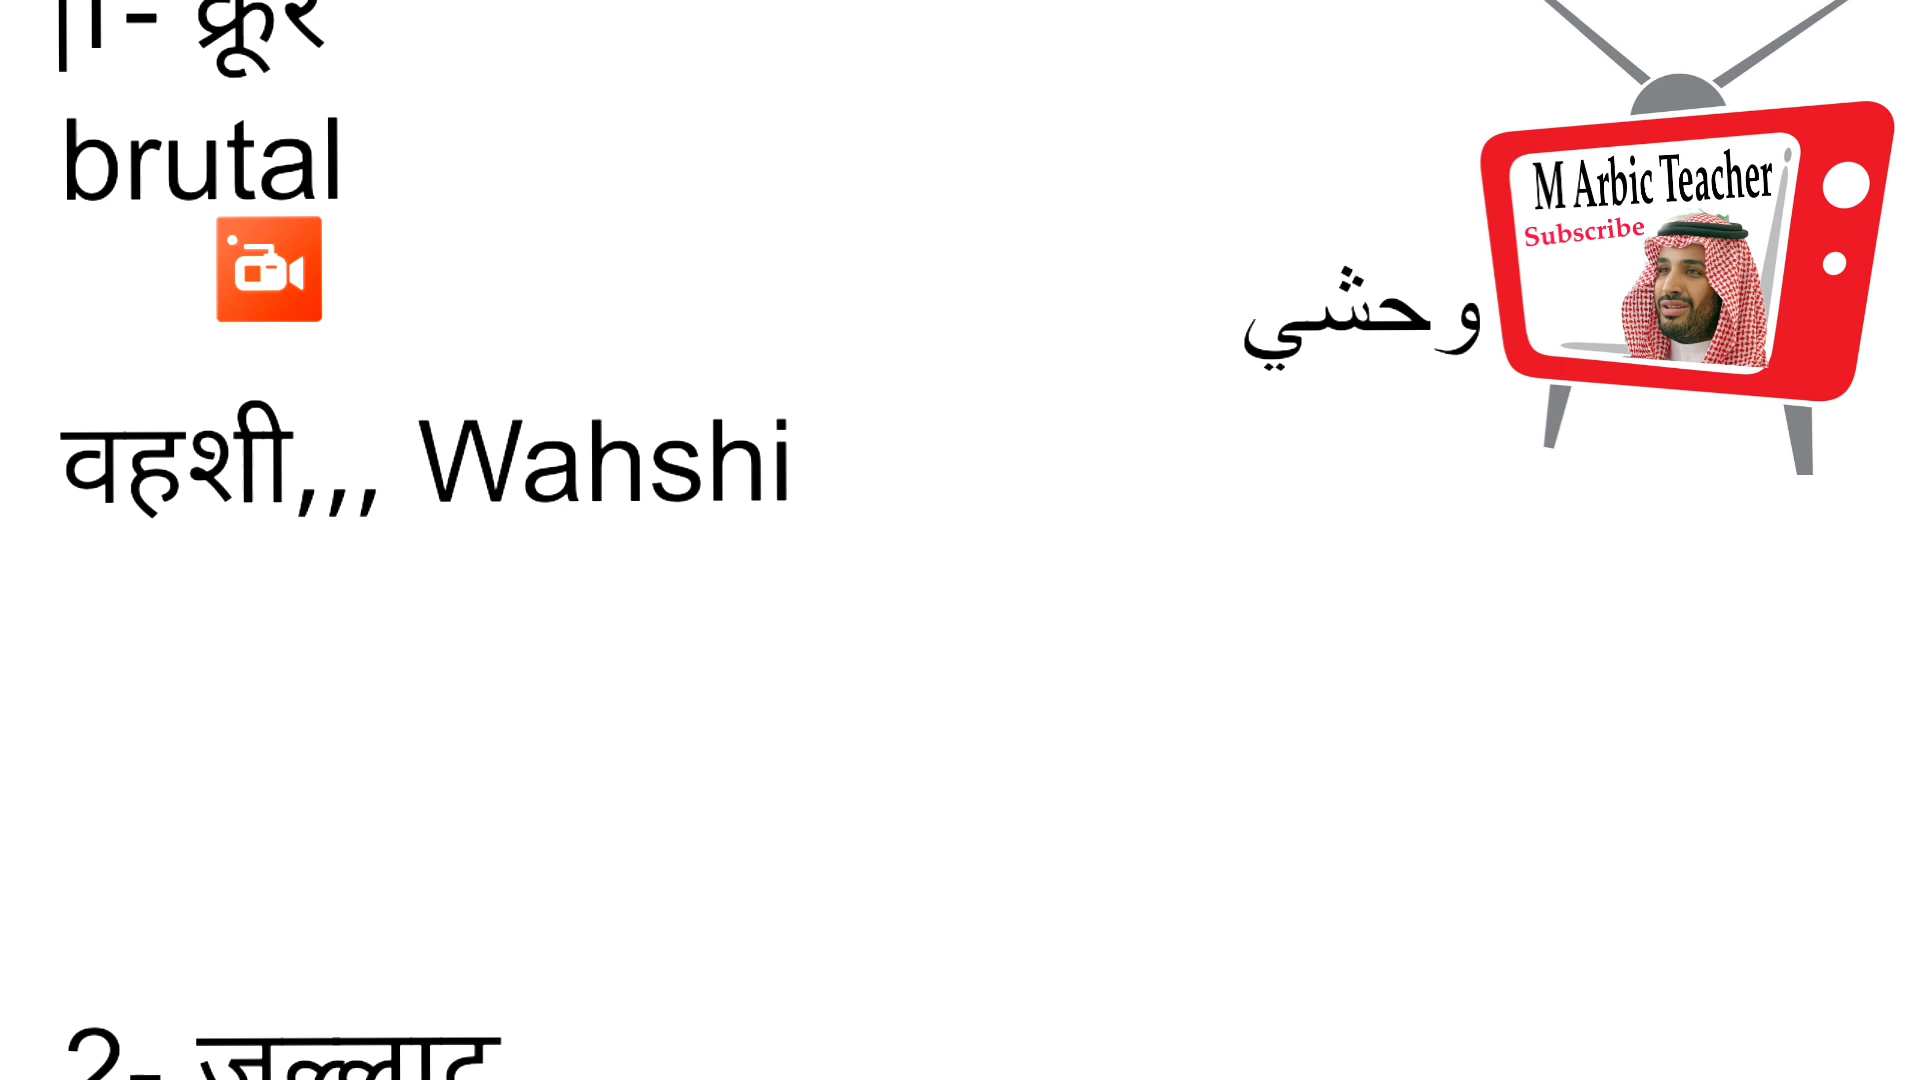 1- क्रूर
brutal
M Arbic Teacher
Subscribe
وحشي
वहशी,,, Wahshi
2- जल्लाद